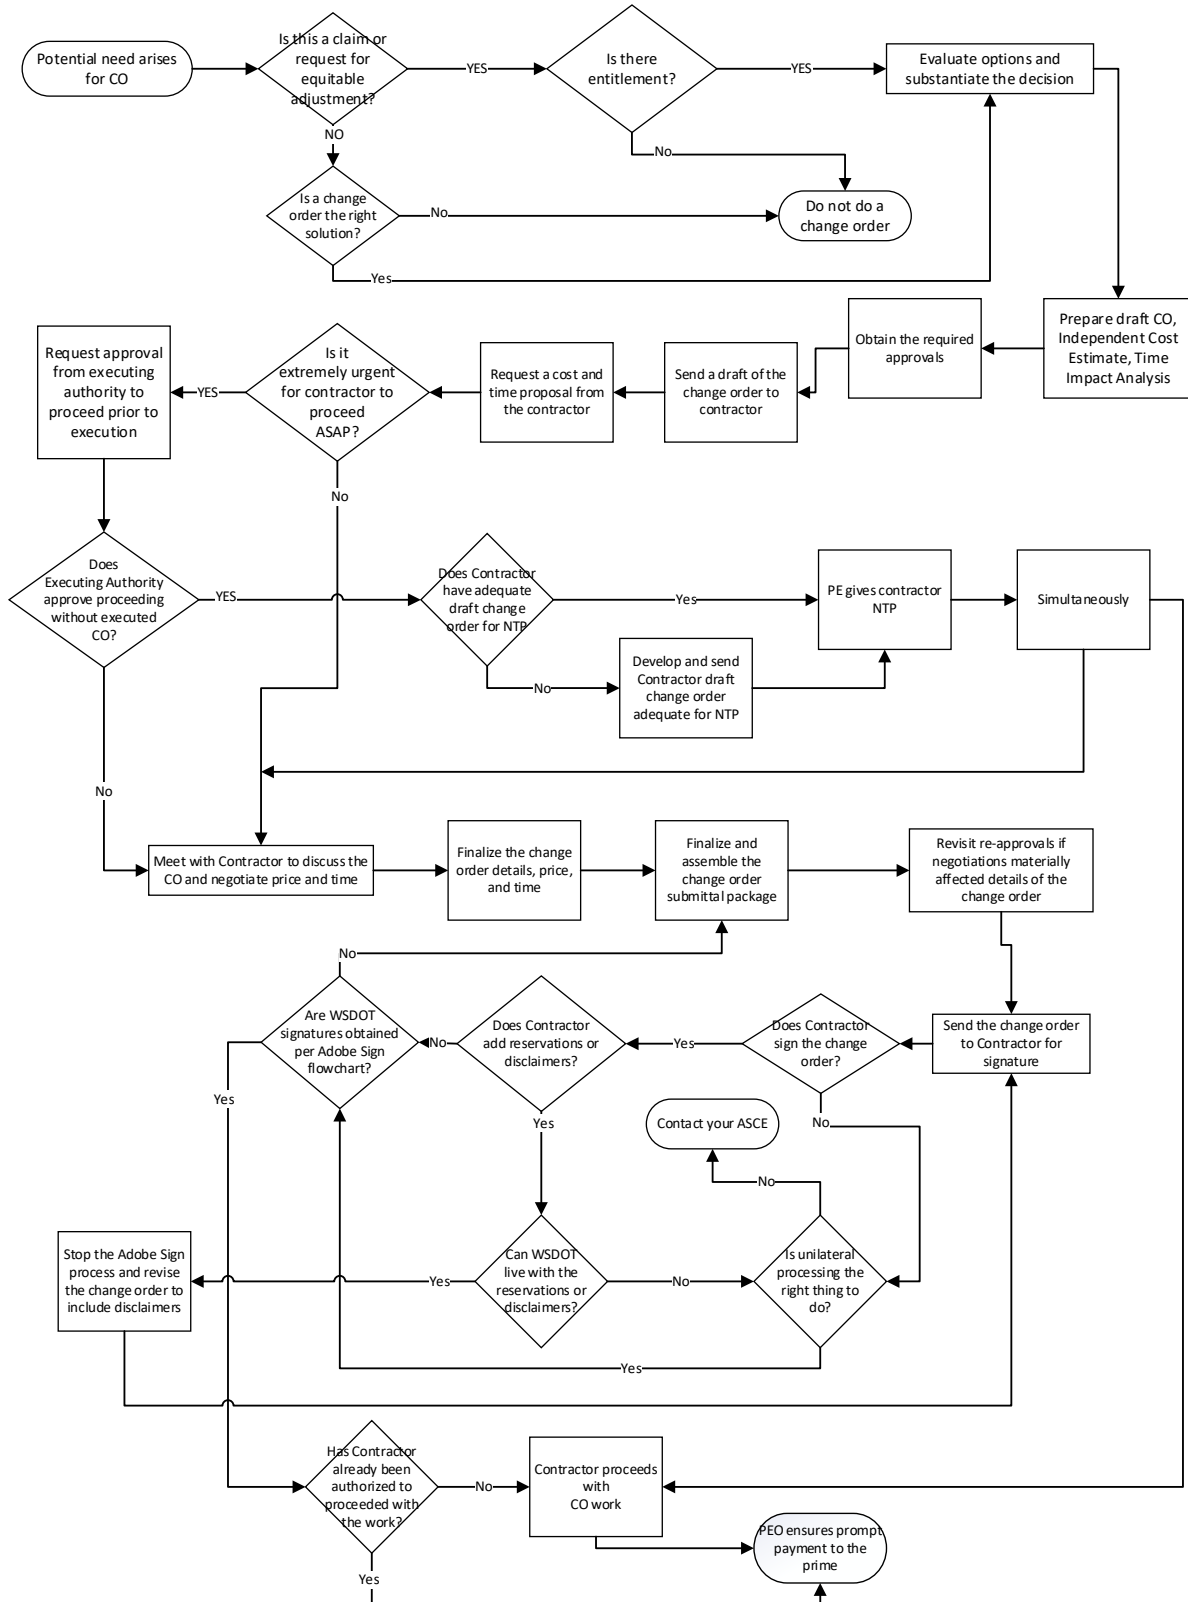 Potential need arises
for CO
Is this a claim or
request for
equitable
adjustment?
YES
Is there
entitlement?
YES
Evaluate options and
substantiate the decision
NO
No
Is a change
order the right
solution?
No
Do not do a
change order
Yes
Prepare draft CO,
Independent Cost
Estimate, Time
Impact Analysis
Obtain the required
approvals
Send a draft of the
change order to
contractor
Request a cost and
time proposal from
the contractor
Is it
extremely urgent
for contractor to
proceed
ASAP?
YES
Request approval
from executing
authority to
proceed prior to
execution
No
Does
Executing Authority
approve proceeding
without executed
CO?
YES
Does Contractor
have adequate
draft change
order for NTP
Yes
PE gives contractor
NTP
Simultaneously
No
Develop and send
Contractor draft
change order
adequate for NTP
No
Meet with Contractor to discuss the
CO and negotiate price and time
Finalize the change
order details, price,
and time
Finalize and
assemble the
change order
submittal package
Revisit re-approvals if
negotiations materially
affected details of the
change order
No
Are WSDOT
signatures obtained
per Adobe Sign
flowchart?
No
Does Contractor
add reservations or
disclaimers?
Yes
Does Contractor
sign the change
order?
Send the change order
to Contractor for
signature
Yes
Yes
Contact your ASCE
No
No
Stop the Adobe Sign
process and revise
the change order to
include disclaimers
Yes
Can WSDOT
live with the
reservations or
disclaimers?
No
Is unilateral
processing the
right thing to
do?
Yes
Has Contractor
already been
authorized to
proceeded with
the work?
No
Contractor proceeds
with
CO work
PEO ensures prompt
payment to the
prime
Yes